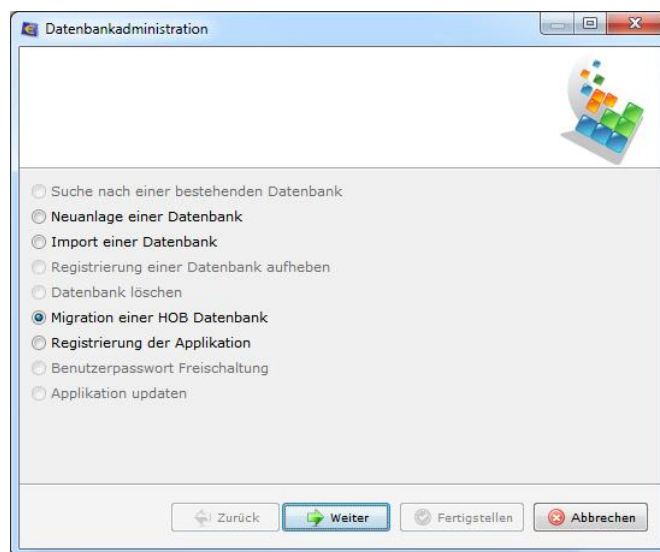 Datenbankadministration
Suche nach einer bestehenden Datenbank
Neuanlage einer Datenbank
Import einer Datenbank
Registrierung einer Datenbank aufheben
Datenbank löschen
Migration einer HOB Datenbank
Registrierung der Applikation
Benutzerpasswort Freischaltung
Applikation updaten
Zurück Weiter Fertigstellen Abbrechen